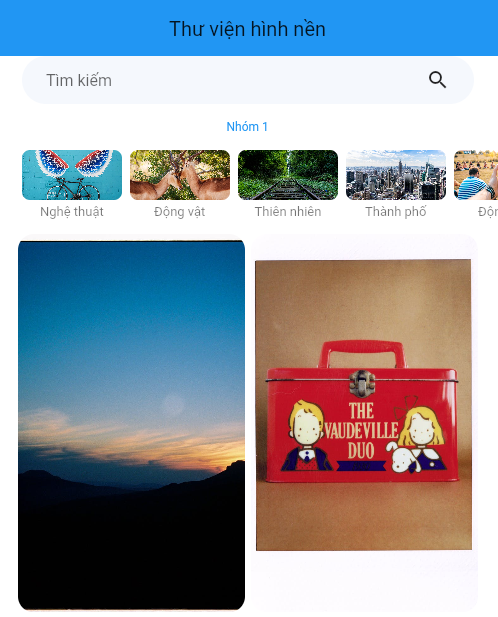 Thư viện hình nền
Tìm kiếm
Nhóm 1
Nghệ thuật
Động vật
Thiên nhiên
Thành phố
Độn
THE
VAUDEVILLE
DUO